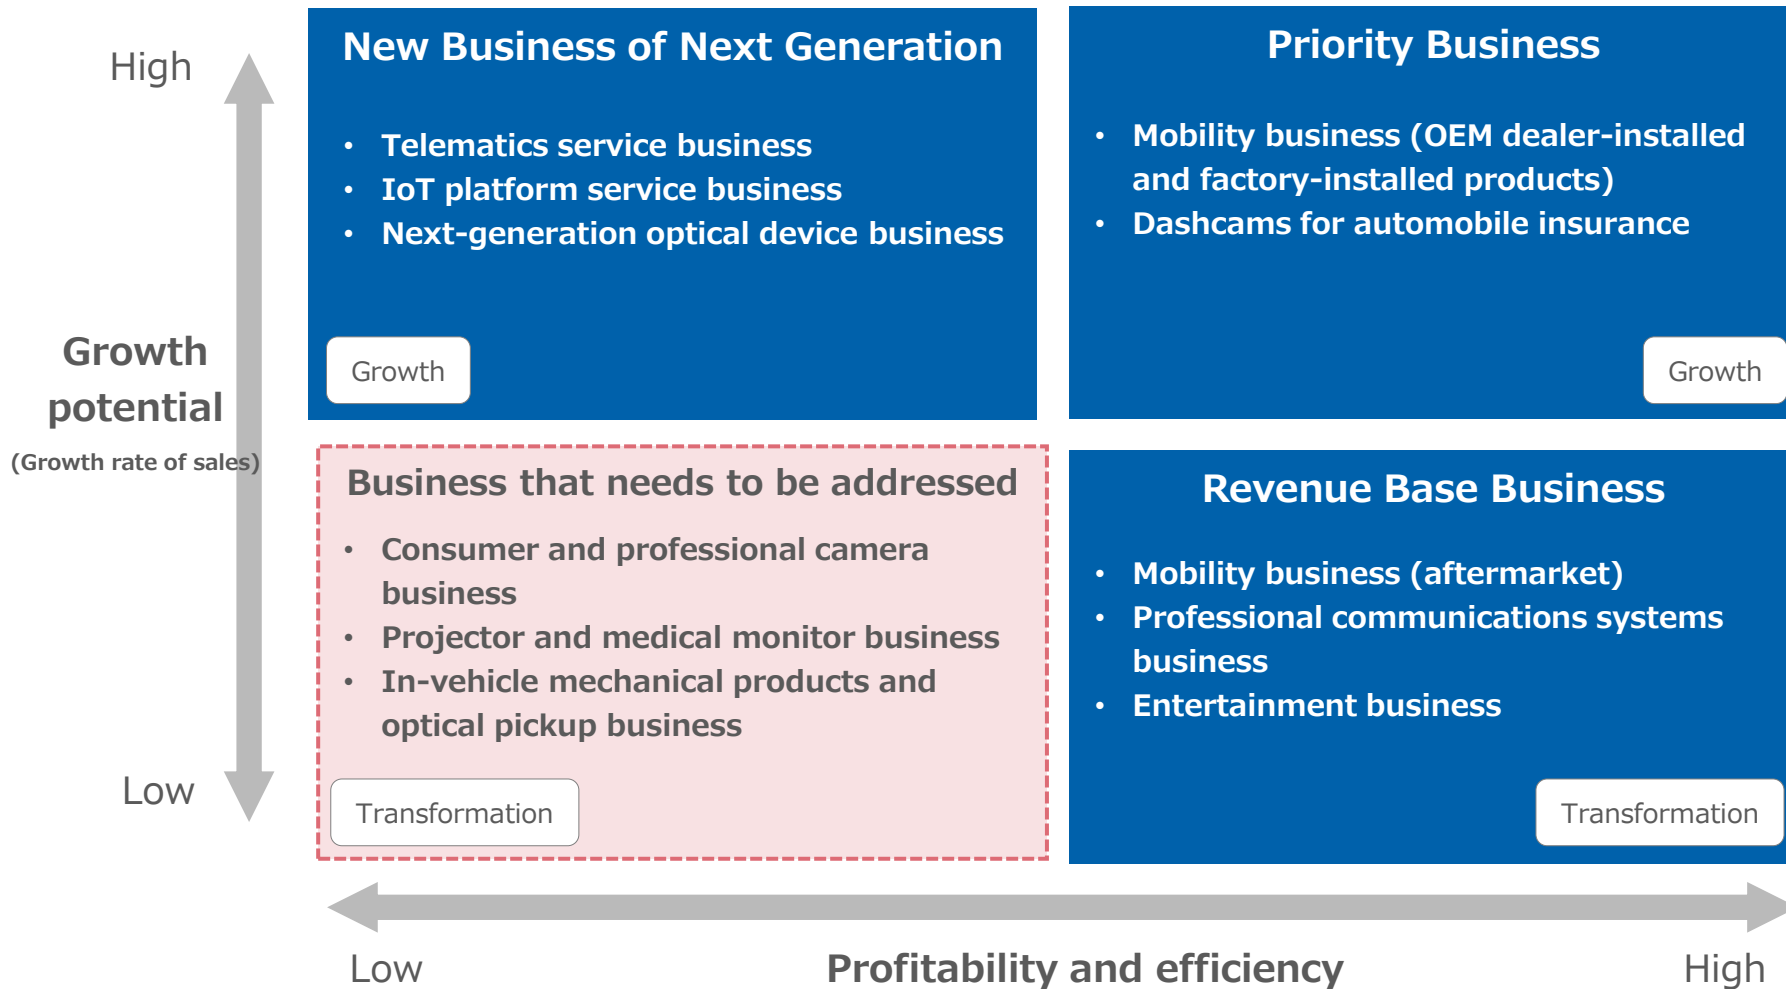 High
Growth
potential
(Growth rate of sales)
Low
New Business of Next Generation
• Telematics service business
• IoT platform service business
• Next-generation optical device business
Growth
Priority Business
• Mobility business (OEM dealer-installed
and factory-installed products)
• Dashcams for automobile insurance
Growth
Business that needs to be addressed
• Consumer and professional camera
business
• Projector and medical monitor business
• In-vehicle mechanical products and
optical pickup business
Transformation
Revenue Base Business
• Mobility business (aftermarket)
• Professional communications systems
business
• Entertainment business
Transformation
Low
Profitability and efficiency
High